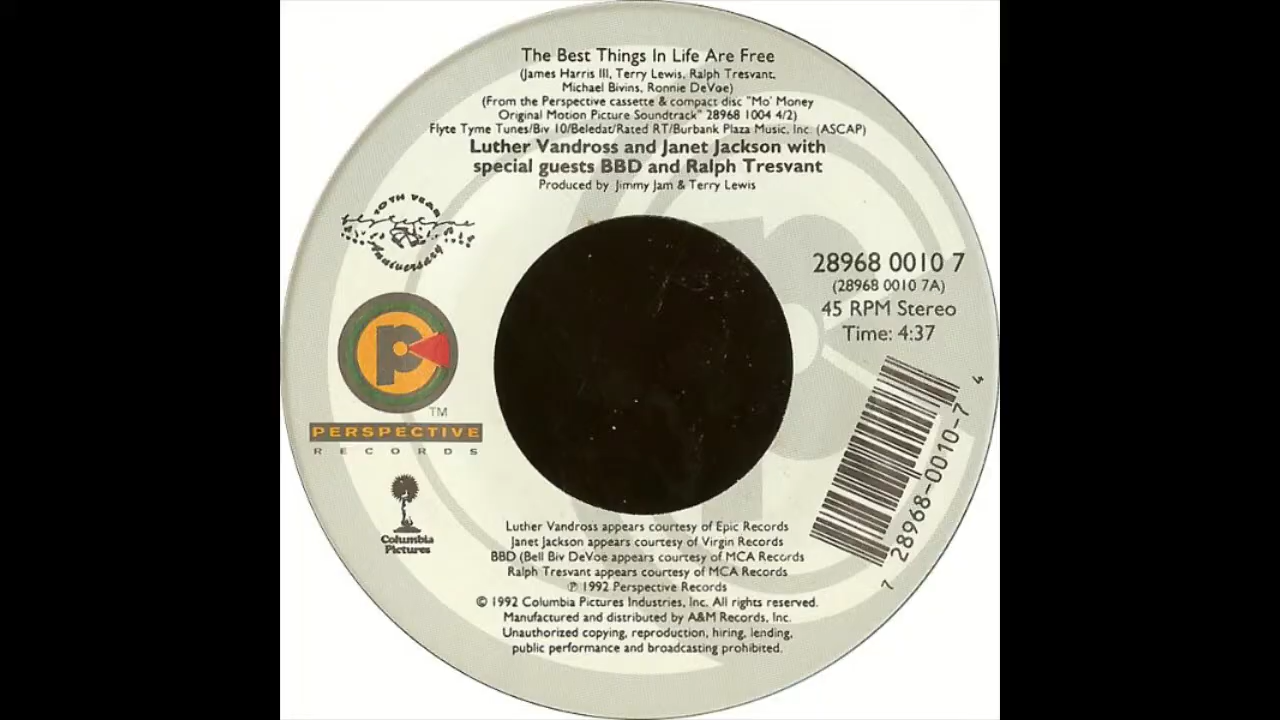 The Best Things In Life Are Free
(James Harris III, Terry Lewis, Ralph Tresvant,
Michael Bivins, Ronnie DeVoe)
(From the Perspective cassette & compact disc "Mo' Money
Original Motion Picture Soundtrack" 28968 1004 4/2)
Flyte Tyme Tunes/Biv 10/Beledat/Rated RT/Burbank Plaza Music, Inc. (ASCAP)
Luther Vandross and Janet Jackson with
special guests BBD and Ralph Tresvant
Produced by Jimmy Jam & Terry Lewis
10TH YEAR
Anniversary
28968 0010 7
(28968 0010 7A)
45 RPM Stereo
Time: 4:37
P
TM
PERSPECTIVE
RECORDS
Columbia
Pictures
7 28968-0010-7 4
Luther Vandross appears courtesy of Epic Records
Janet Jackson appears courtesy of Virgin Records
BBD (Bell Biv DeVoe appears courtesy of MCA Records
Ralph Tresvant appears courtesy of MCA Records
℗ 1992 Perspective Records
© 1992 Columbia Pictures Industries, Inc. All rights reserved.
Manufactured and distributed by A&M Records, Inc.
Unauthorized copying, reproduction, hiring, lending,
public performance and broadcasting prohibited.